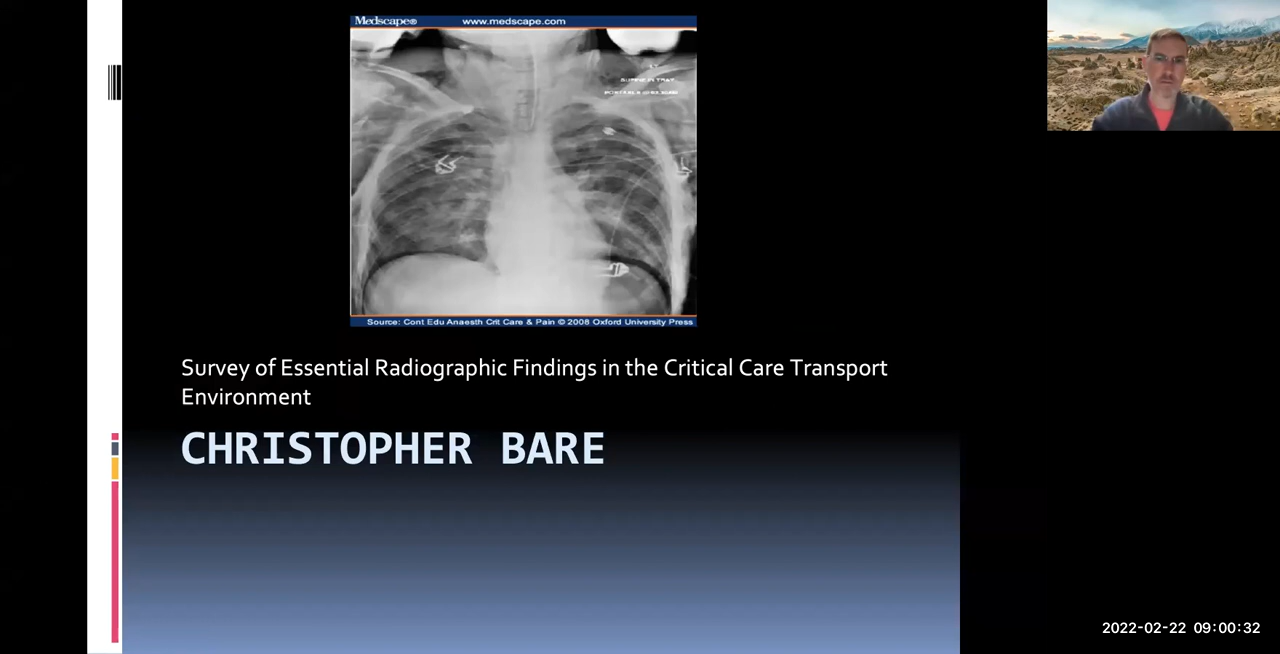 Medscape® www.medscape.com
Source: Cont Edu Anaesth Crit Care & Pain © 2008 Oxford University Press
Survey of Essential Radiographic Findings in the Critical Care Transport
Environment
CHRISTOPHER BARE
2022-02-22 09:00:32